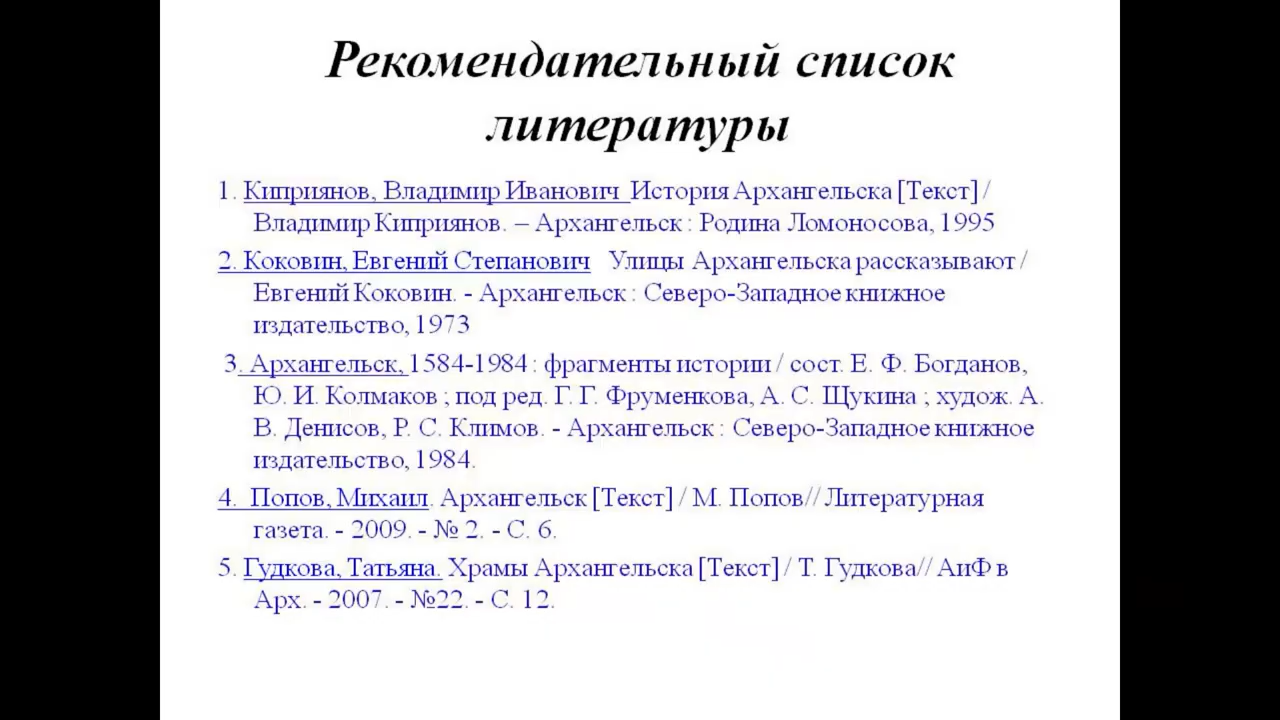 Рекомендательный список
литературы
1. Киприянов, Владимир Иванович История Архангельска [Текст] /
Владимир Киприянов. – Архангельск : Родина Ломоносова, 1995
2. Коковин, Евгений Степанович Улицы Архангельска рассказывают /
Евгений Коковин. - Архангельск : Северо-Западное книжное
издательство, 1973
3. Архангельск, 1584-1984 : фрагменты истории / сост. Е. Ф. Богданов,
Ю. И. Колмаков ; под ред. Г. Г. Фруменкова, А. С. Щукина ; худож. А.
В. Денисов, Р. С. Климов. - Архангельск : Северо-Западное книжное
издательство, 1984.
4. Попов, Михаил. Архангельск [Текст] / М. Попов// Литературная
газета. - 2009. - № 2. - С. 6.
5. Гудкова, Татьяна. Храмы Архангельска [Текст] / Т. Гудкова// АиФ в
Арх. - 2007. - №22. - С. 12.